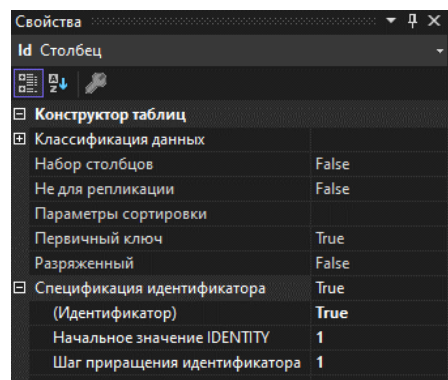 Свойства
Id Столбец
Конструктор таблиц
Классификация данных
Набор столбцов False
Не для репликации False
Параметры сортировки
Первичный ключ True
Разряженный False
Спецификация идентификатора True
(Идентификатор) True
Начальное значение IDENTITY 1
Шаг приращения идентификатора 1